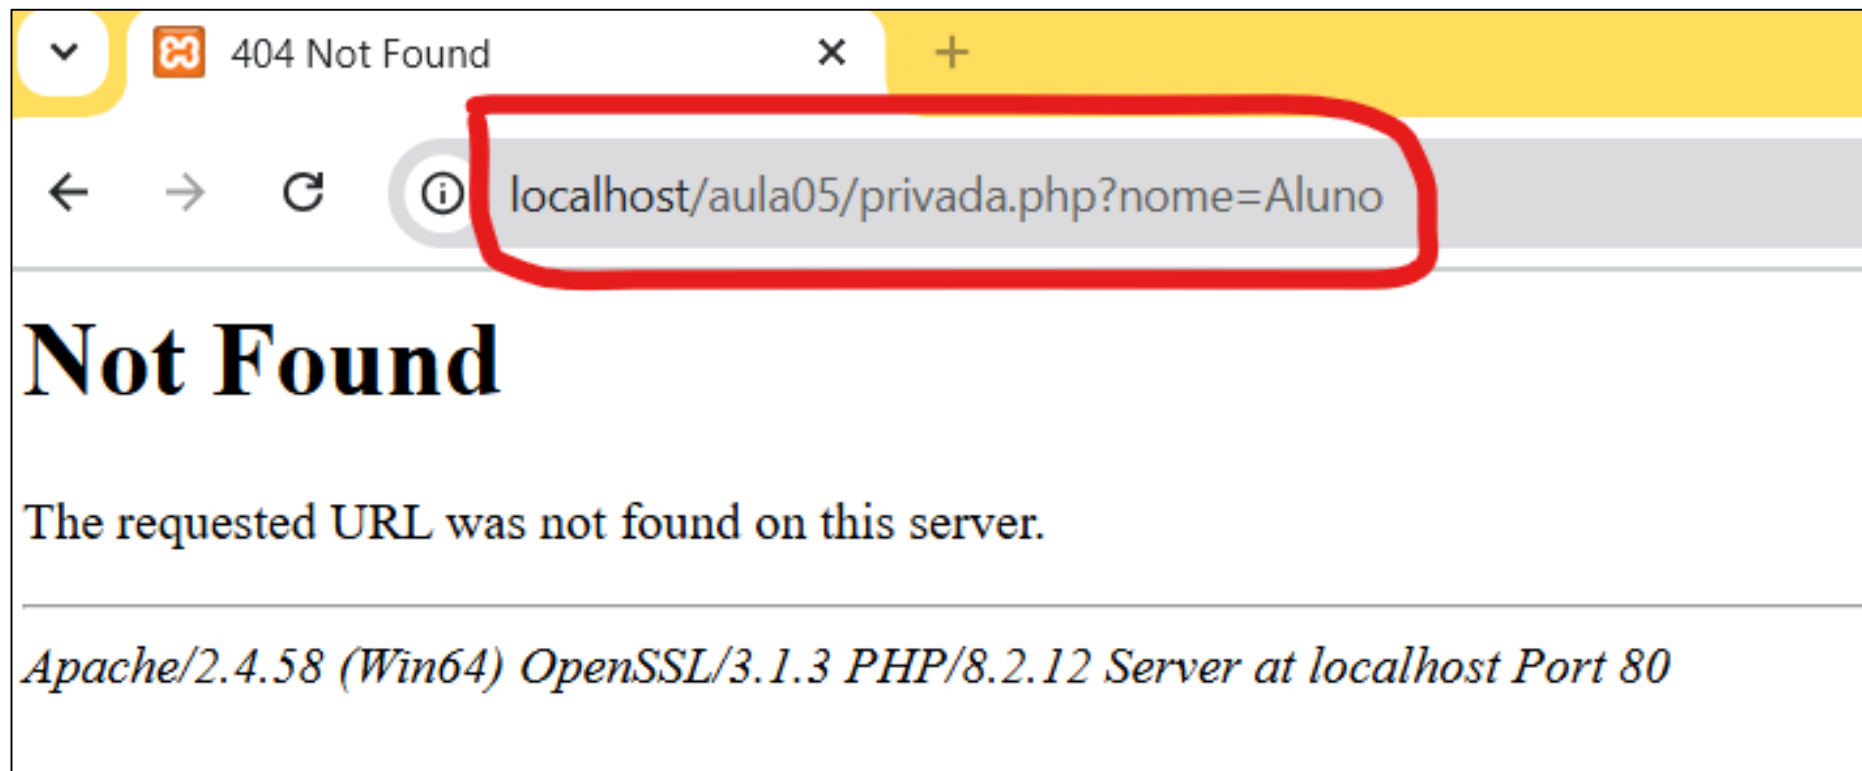 404 Not Found
localhost/aula05/privada.php?nome=Aluno
Not Found
The requested URL was not found on this server.
Apache/2.4.58 (Win64) OpenSSL/3.1.3 PHP/8.2.12 Server at localhost Port 80